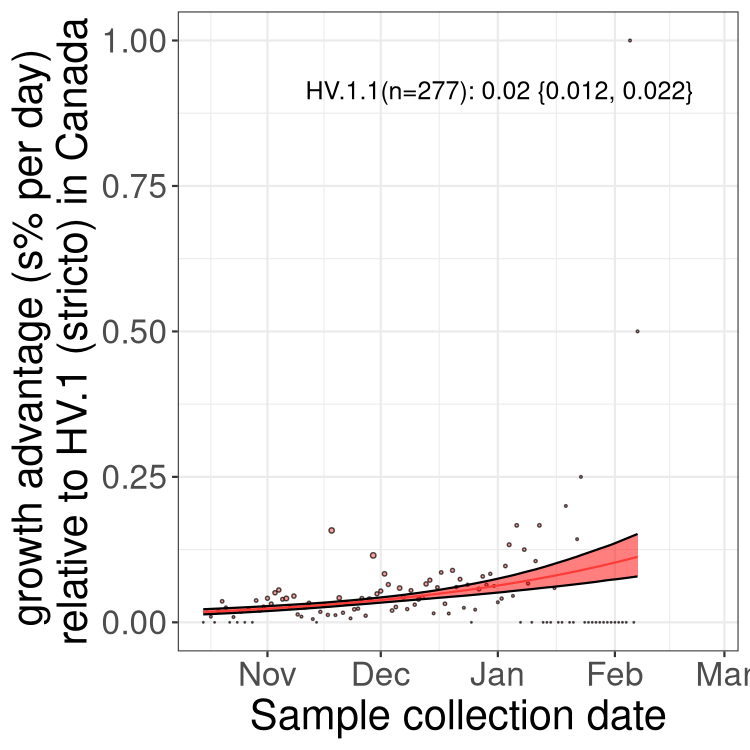 growth advantage (s% per day)
relative to HV.1 (stricto) in Canada
1.00
0.75
0.50
0.25
0.00
HV.1.1(n=277): 0.02 {0.012, 0.022}
Nov Dec Jan Feb Mar
Sample collection date